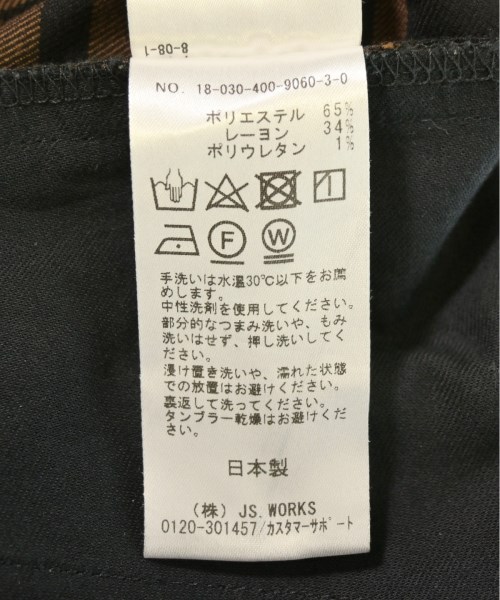 8-08-1
NO. 18-030-400-9060-3-0
ポリエステル 65%
レーヨン 34%
ポリウレタン 1%
F W
手洗いは水温30℃以下をお薦
めします。
中性洗剤を使用してください。
部分的なつまみ洗いや、もみ
洗いはせず、押し洗いしてく
ださい。
浸け置き洗いや、濡れた状態
での放置はお避けください。
裏返して洗ってください。
タンブラー乾燥はお避けくだ
さい。
日本製
(株) JS.WORKS
0120-301457/カスタマーサポート